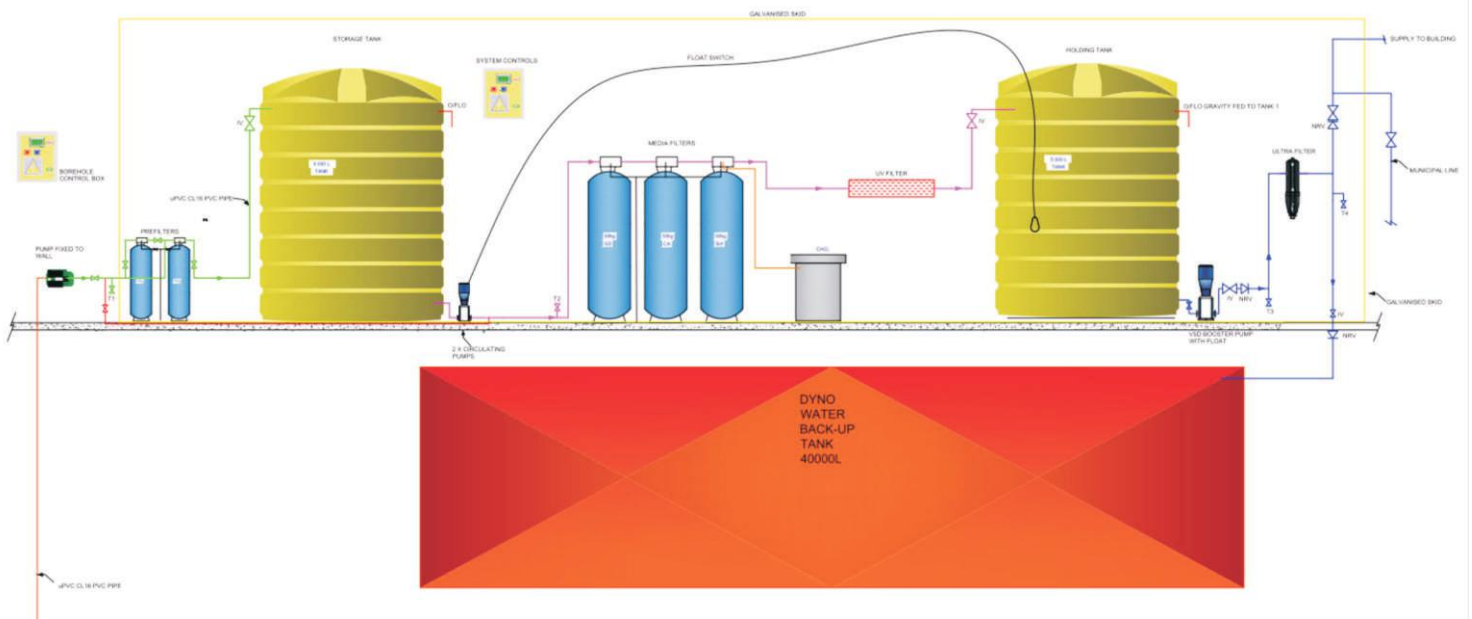 GALVANISED SKID
STORAGE TANK
HOLDING TANK
SUPPLY TO BUILDING
SYSTEM CONTROLS
FLOAT SWITCH
O/FLO
O/FLO GRAVITY FED TO TANK 1
IV
IV
NRV
MEDIA FILTERS
ULTRA FILTER
BOREHOLE
CONTROL BOX
TANK
TANK
UV FILTER
MUNICIPAL LINE
uPVC CL16 PVC PIPE
T4
PREFILTERS
PUMP FIXED TO
WALL
T1
T2
IV
NRV
T3
IV
GALVANISED SKID
2 X CIRCULATING
PUMPS
VSD BOOSTER PUMP
WITH FLOAT
NRV
DYNO
WATER
BACK-UP
TANK
40000L
uPVC CL16 PVC PIPE